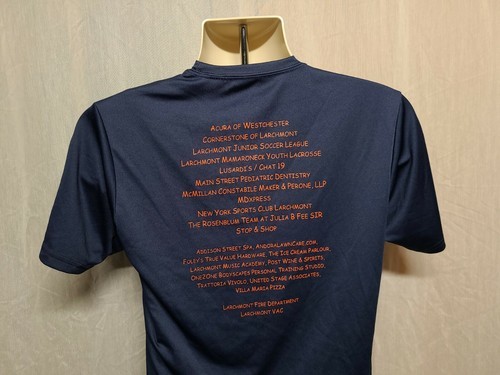 ACURA OF WESTCHESTER
CORNERSTONE OF LARCHMONT
LARCHMONT JUNIOR SOCCER LEAGUE
LARCHMONT MAMARONECK YOUTH LACROSSE
LUSARDI'S / CHAT 19
MAIN STREET PEDIATRIC DENTISTRY
MCMILLAN CONSTABILE MAKER & PERONE, LLP
MDXPRESS
NEW YORK SPORTS CLUB LARCHMONT
THE ROSENBLUM TEAM AT JULIA B FEE SIR
STOP & SHOP
ADDISON STREET SPA, ANDORALAWNCARE.COM,
FOLEY'S TRUE VALUE HARDWARE, THE ICE CREAM PARLOUR,
LARCHMONT MUSIC ACADEMY, POST WINE & SPIRITS,
ONE2ONE BODYSCAPES PERSONAL TRAINING STUDIO,
TRATTORIA VIVOLO, UNITED STAGE ASSOCIATES,
VILLA MARIA PIZZA
LARCHMONT FIRE DEPARTMENT
LARCHMONT VAC